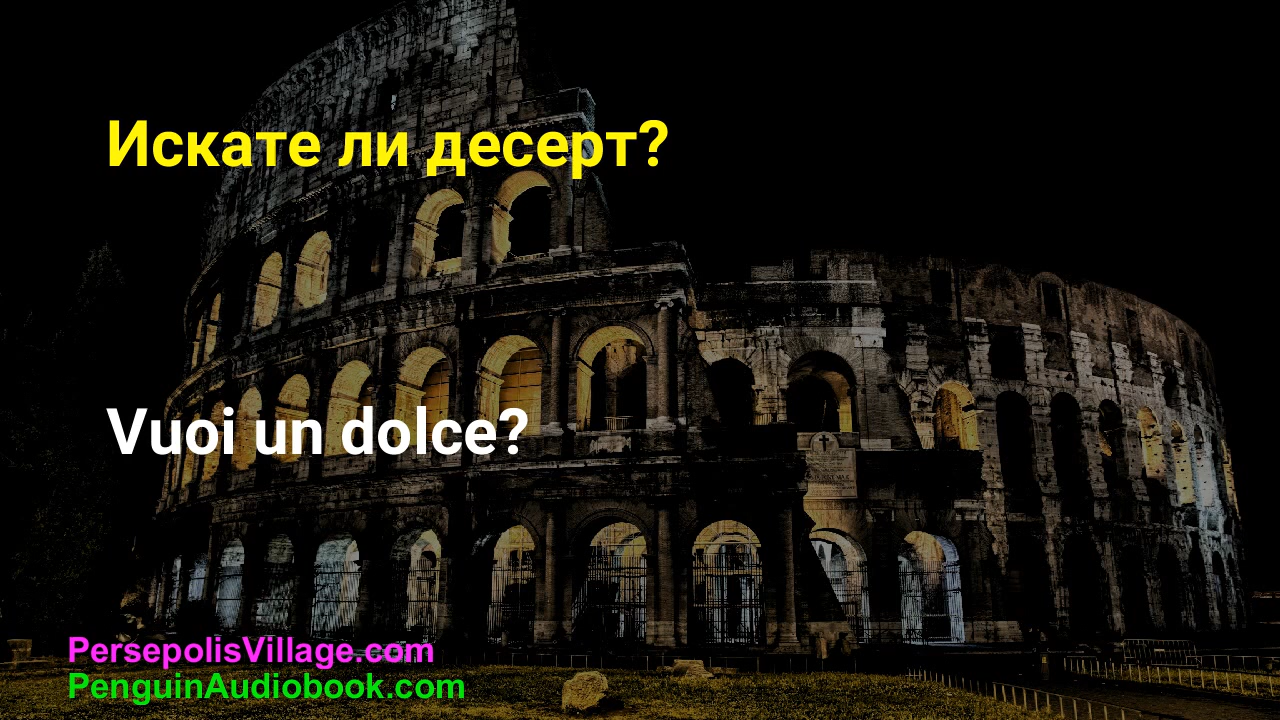 Искате ли десерт?
Vuoi un dolce?
PersepolisVillage.com
PenguinAudiobook.com